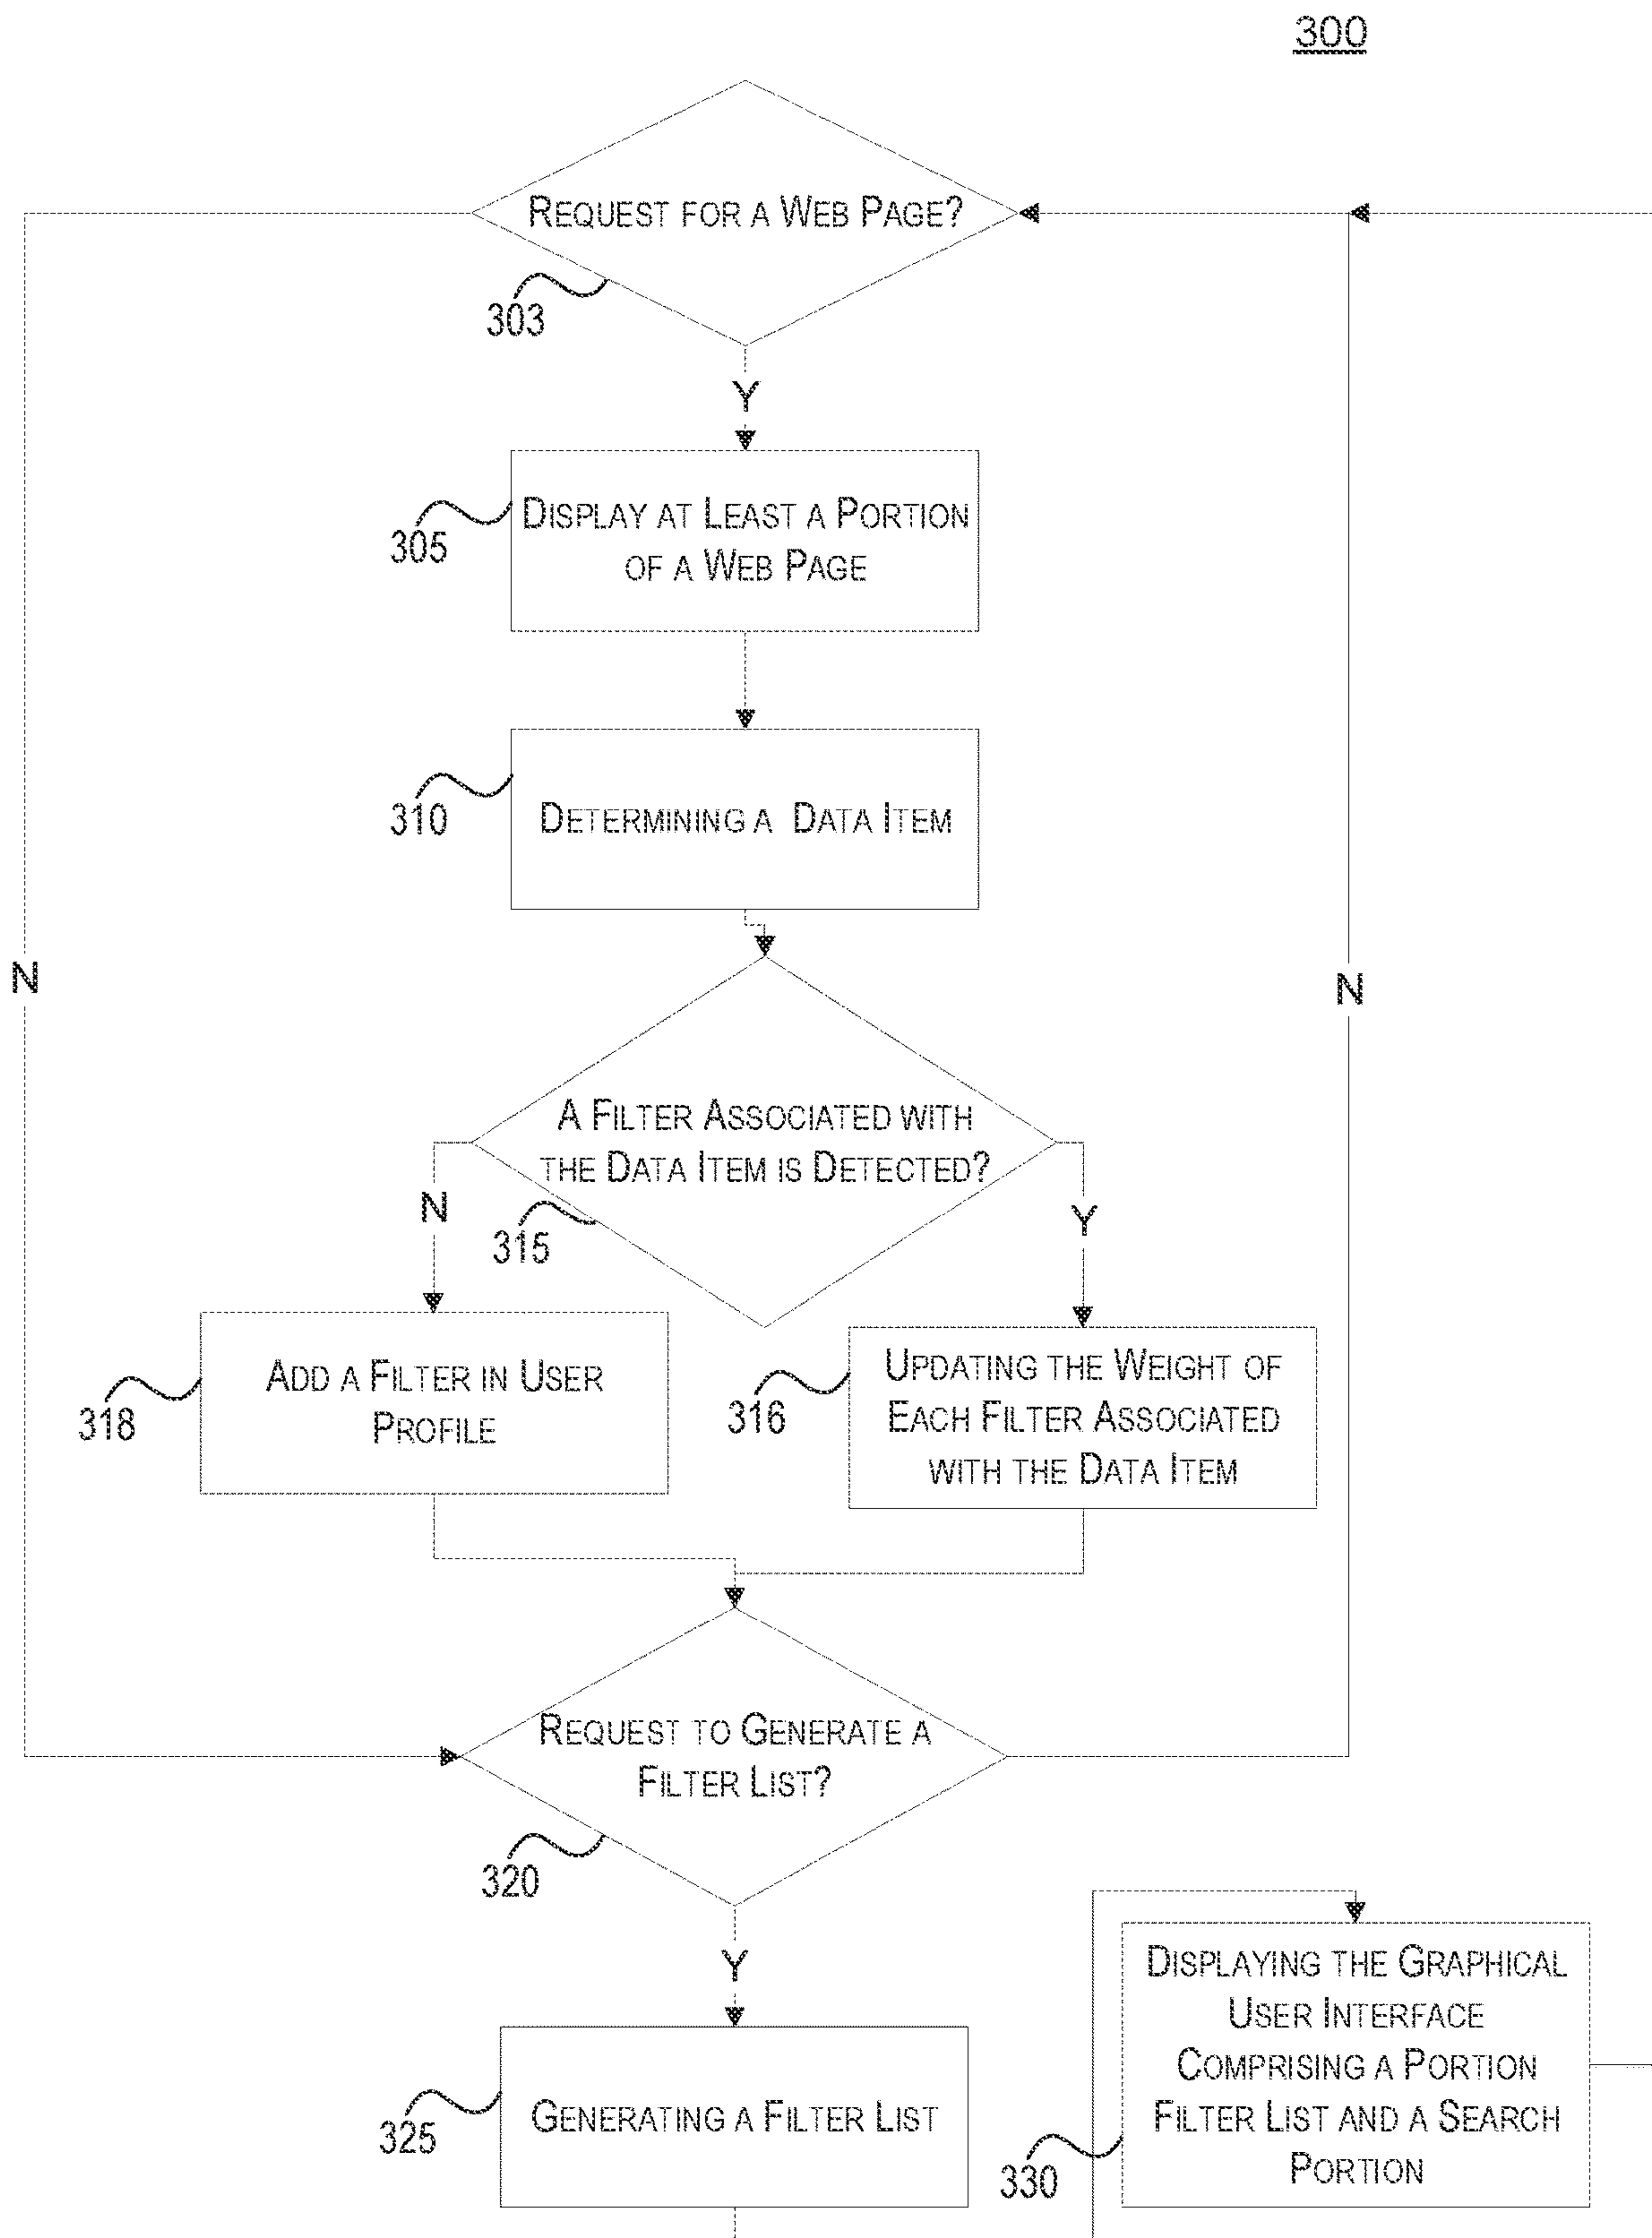 300
REQUEST FOR A WEB PAGE?
303
Y
DISPLAY AT LEAST A PORTION
OF A WEB PAGE
305
DETERMINING A DATA ITEM
310
N
N
A FILTER ASSOCIATED WITH
THE DATA ITEM IS DETECTED?
315
N
Y
ADD A FILTER IN USER
PROFILE
318
UPDATING THE WEIGHT OF
EACH FILTER ASSOCIATED
WITH THE DATA ITEM
316
REQUEST TO GENERATE A
FILTER LIST?
320
Y
GENERATING A FILTER LIST
325
DISPLAYING THE GRAPHICAL
USER INTERFACE
COMPRISING A PORTION
FILTER LIST AND A SEARCH
PORTION
330